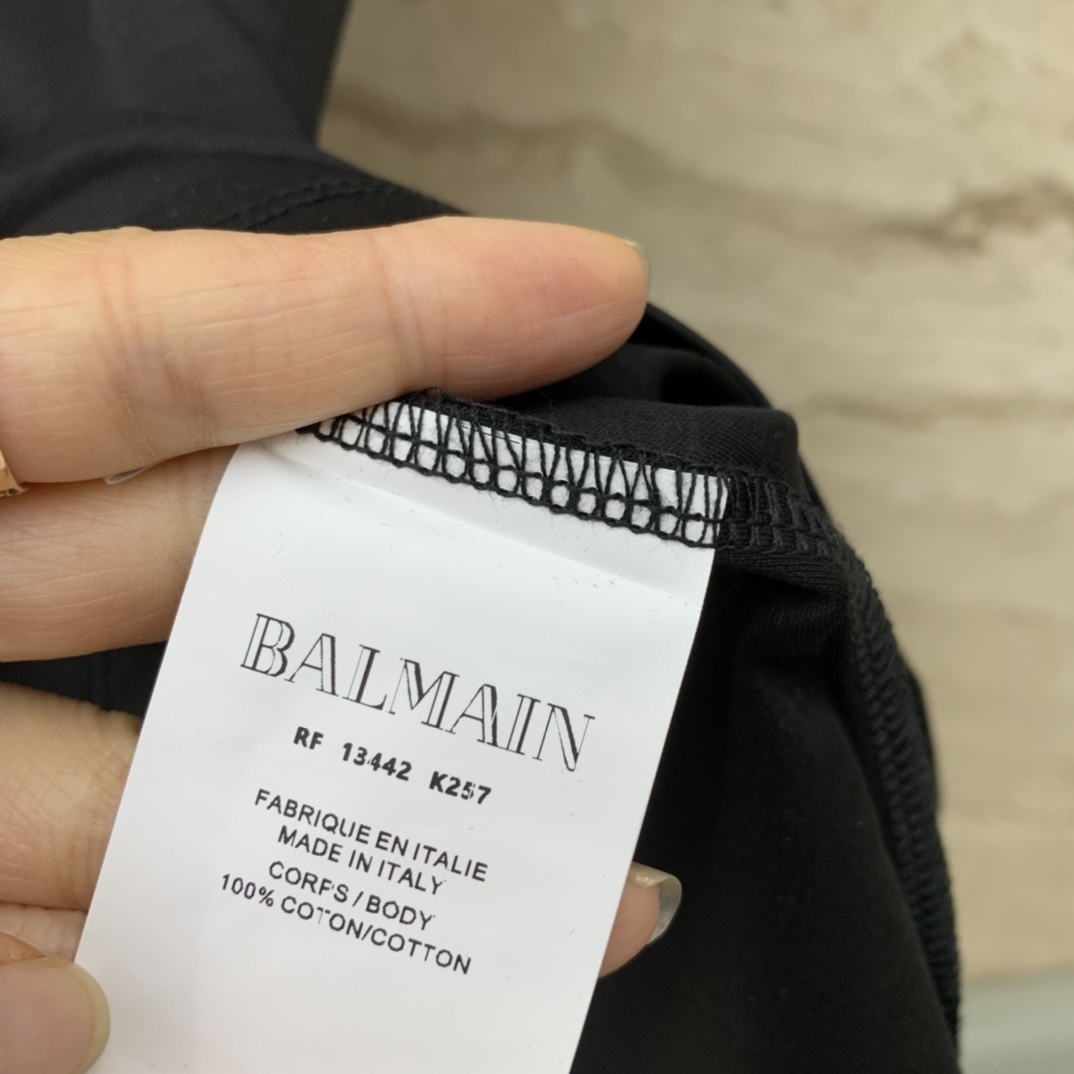 BALMAIN
RF 13442 K257
FABRIQUE EN ITALIE
MADE IN ITALY
CORPS / BODY
100% COTON/COTTON